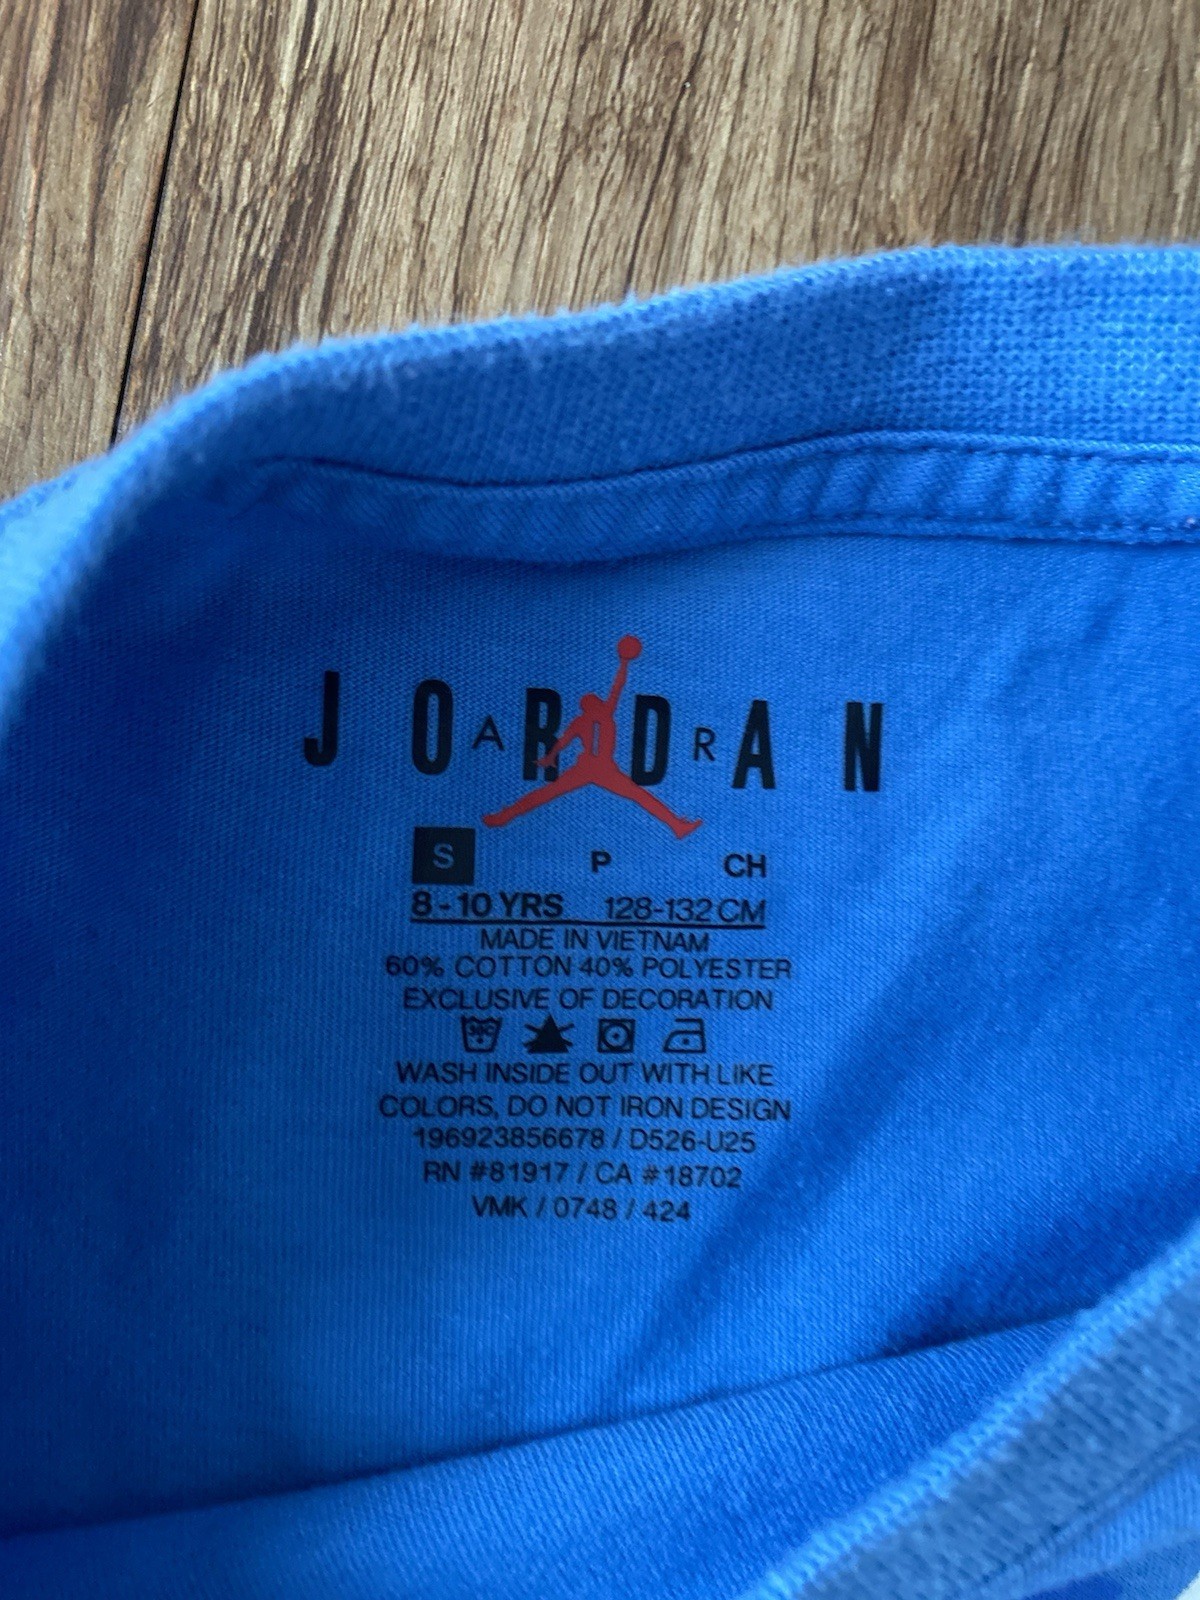 JORDAN
AIR
S P CH
8-10 YRS 128-132 CM
MADE IN VIETNAM
60% COTTON 40% POLYESTER
EXCLUSIVE OF DECORATION
WASH INSIDE OUT WITH LIKE
COLORS, DO NOT IRON DESIGN
196923856678 / D526-U25
RN #81917 / CA #18702
VMK / 0748 / 424